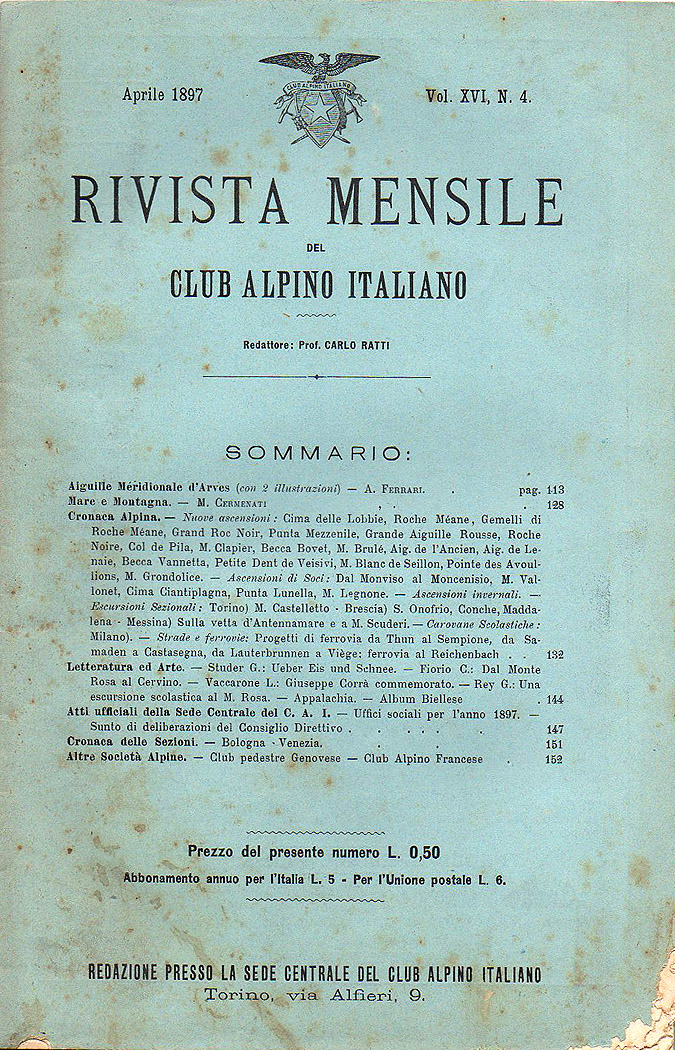 CLUB ALPINO ITALIANO
Aprile 1897
Vol. XVI, N. 4.
RIVISTA MENSILE
DEL
CLUB ALPINO ITALIANO
Redattore: Prof. CARLO RATTI
SOMMARIO:
Aiguille Méridionale d'Arves (con 2 illustrazioni) — A. FERRARI. . pag. 113
Mare e Montagna. — M. CERMENATI , . . 128
Cronaca Alpina. — Nuove ascensioni: Cima delle Lobbie, Roche Méane, Gemelli di
Roche Méane, Grand Roc Noir, Punta Mezzenile, Grande Aiguille Rousse, Roche
Noire, Col de Pila, M. Clapier, Becca Bovet, M. Brulé, Aig. de l'Ancien, Aig. de Le-
naie, Becca Vannetta, Petite Dent de Veisivi, M. Blanc de Seillon, Pointe des Avoul-
lions, M. Grondolice. — Ascensioni di Soci: Dal Monviso al Moncenisio, M. Val-
lonet, Cima Ciantiplagna, Punta Lunella, M. Legnone. — Ascensioni invernali. —
Escursioni Sezionali: Torino) M. Castelletto - Brescia) S. Onofrio, Conche, Madda-
lena - Messina) Sulla vetta d'Antennamare e a M. Scuderi. — Carovane Scolastiche:
Milano). — Strade e ferrovie: Progetti di ferrovia da Thun al Sempione, da Sa-
maden a Castasegna, da Lauterbrunnen a Viège: ferrovia al Reichenbach . . 132
Letteratura ed Arte. — Studer G.: Ueber Eis und Schnee. — Fiorio C.: Dal Monte
Rosa al Cervino. — Vaccarone L.: Giuseppe Corrà commemorato. — Rey G.: Una
escursione scolastica al M. Rosa. — Appalachia. — Album Biellese . 144
Atti ufficiali della Sede Centrale del C. A. I. — Uffici sociali per l'anno 1897. —
Sunto di deliberazioni del Consiglio Direttivo . . . . . . 147
Cronaca delle Sezioni. — Bologna - Venezia. . . 151
Altre Società Alpine. — Club pedestre Genovese — Club Alpino Francese . 152
Prezzo del presente numero L. 0,50
Abbonamento annuo per l'Italia L. 5 - Per l'Unione postale L. 6.
REDAZIONE PRESSO LA SEDE CENTRALE DEL CLUB ALPINO ITALIANO
Torino, via Alfieri, 9.